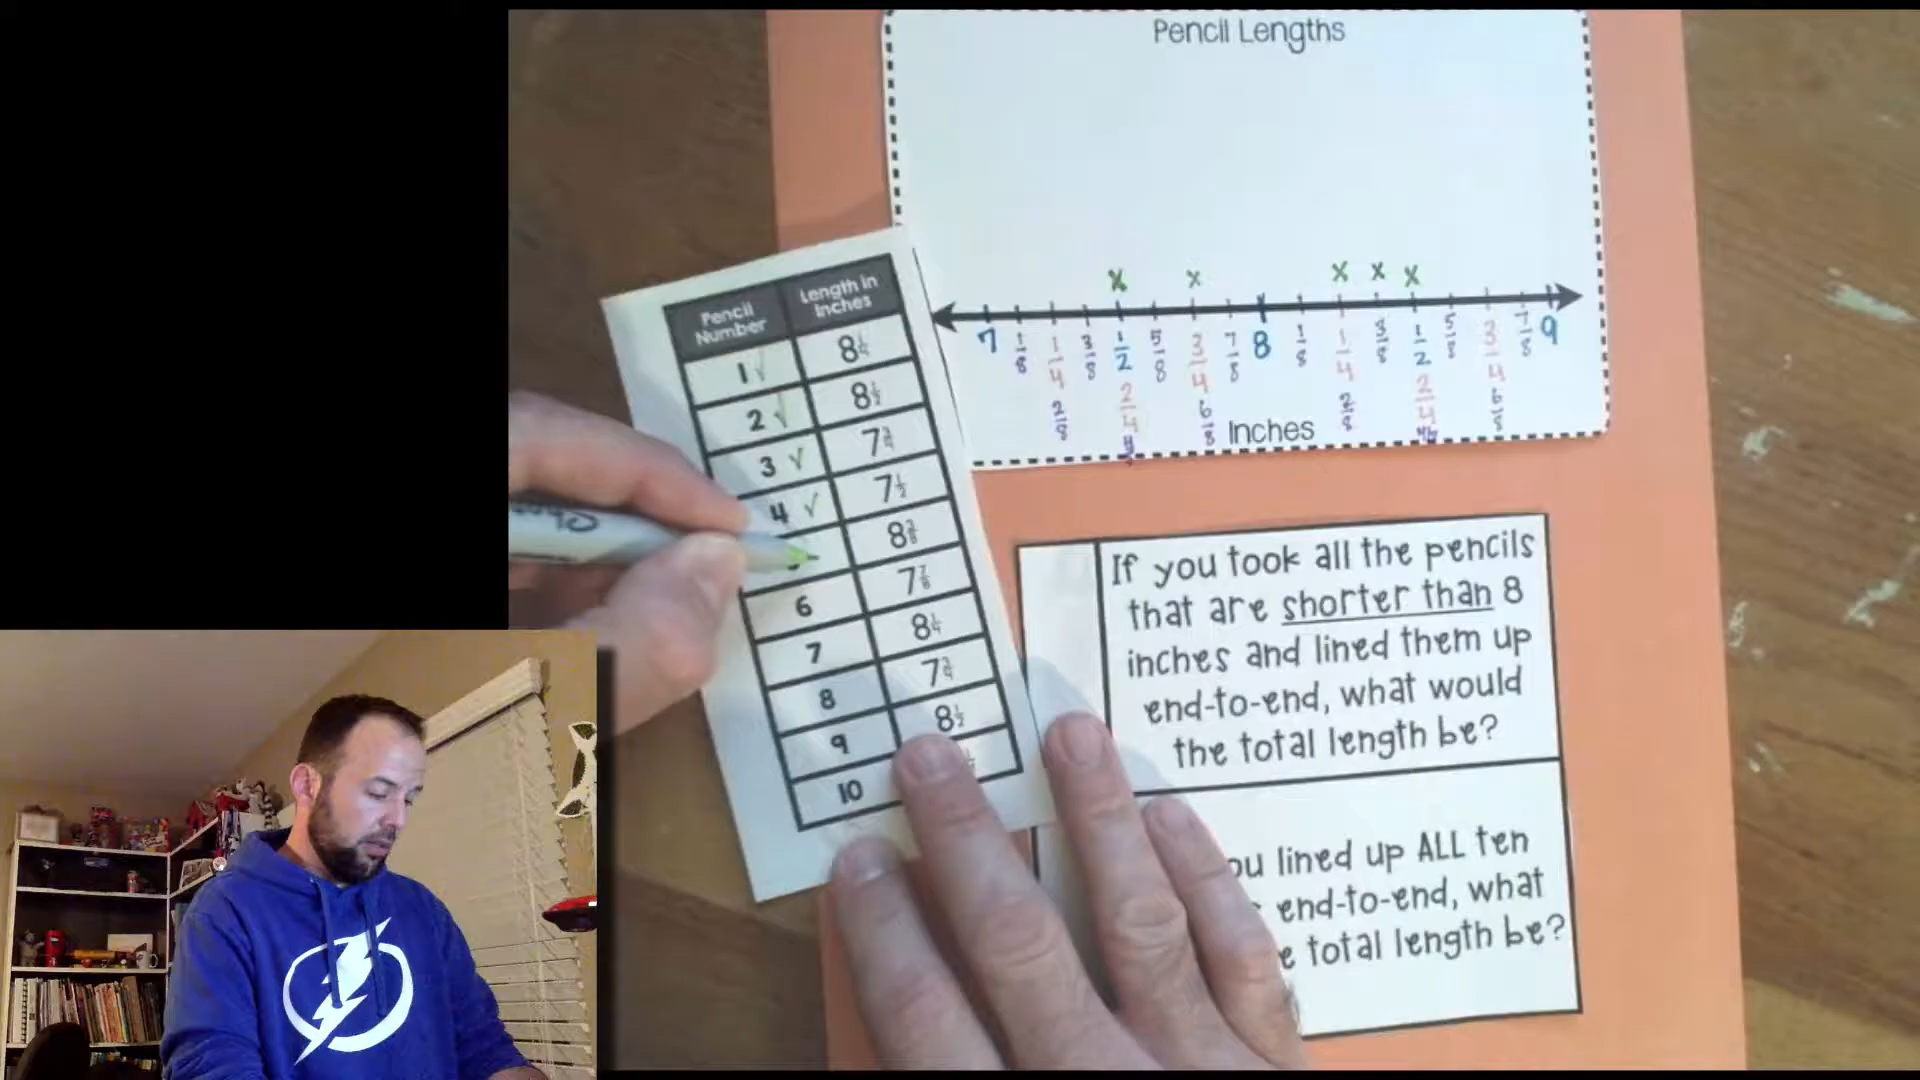 Pencil Lengths
x x x x x
7 1/8 1/4 3/8 1/2 5/8 3/4 7/8 8 1/8 1/4 3/8 1/2 5/8 3/4 7/8 9
2/8 2/4 6/8 2/8 2/4 6/8
Inches
Pencil Number Length in Inches
1 ✓ 8 1/4
2 ✓ 8 1/2
3 ✓ 7 3/4
4 ✓ 7 1/2
8 3/8
6 7 7/8
7 8 1/4
8 7 3/4
9 8 1/2
10
If you took all the pencils
that are shorter than 8
inches and lined them up
end-to-end, what would
the total length be?
lined up ALL ten
end-to-end, what
total length be?